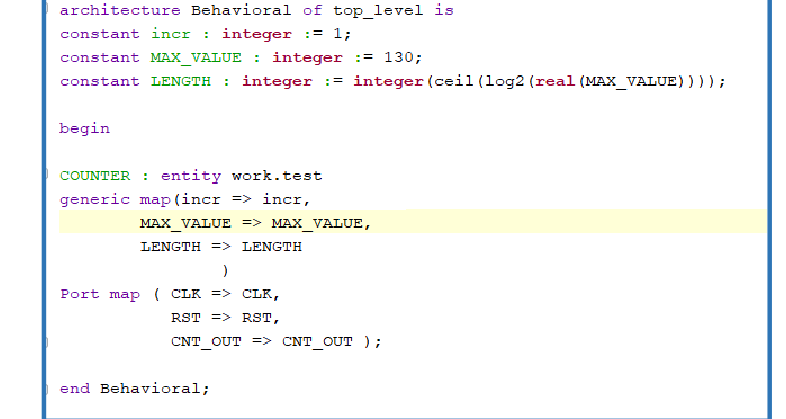 architecture Behavioral of top_level is
constant incr : integer := 1;
constant MAX_VALUE : integer := 130;
constant LENGTH : integer := integer(ceil(log2(real(MAX_VALUE))));
begin
COUNTER : entity work.test
generic map(incr => incr,
MAX_VALUE => MAX_VALUE,
LENGTH => LENGTH
)
Port map ( CLK => CLK,
RST => RST,
CNT_OUT => CNT_OUT );
end Behavioral;